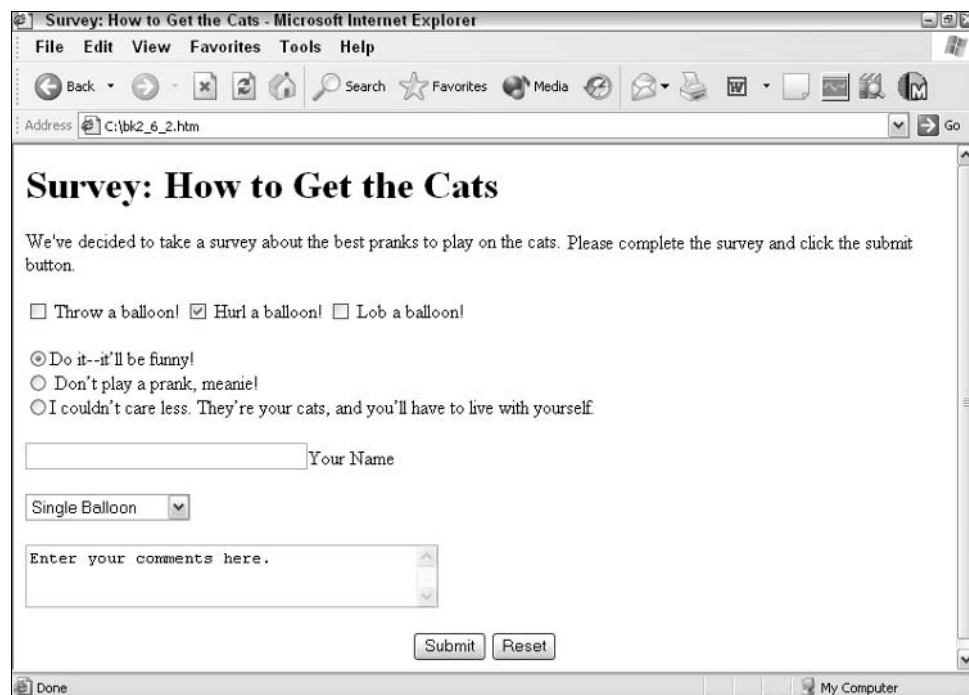 Survey: How to Get the Cats - Microsoft Internet Explorer
File Edit View Favorites Tools Help
Back Search Favorites Media
Address C:\bk2_6_2.htm Go
Survey: How to Get the Cats
We've decided to take a survey about the best pranks to play on the cats. Please complete the survey and click the submit
button.
Throw a balloon! Hurl a balloon! Lob a balloon!
Do it--it'll be funny!
Don't play a prank, meanie!
I couldn't care less. They're your cats, and you'll have to live with yourself.
Your Name
Single Balloon
Enter your comments here.
Submit Reset
Done My Computer